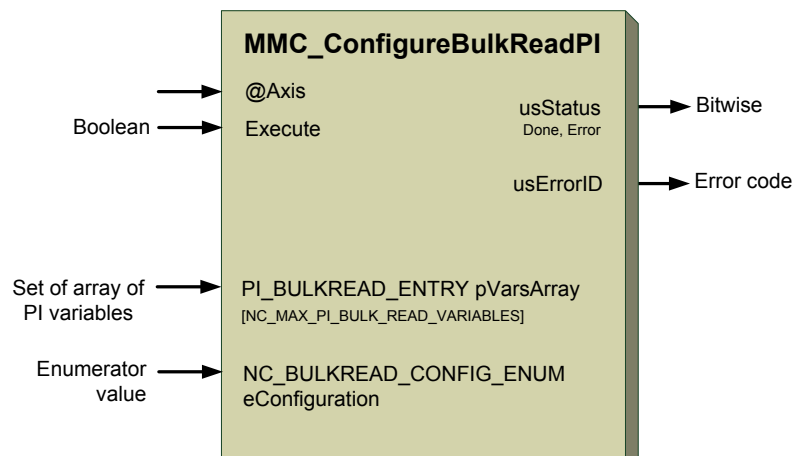 MMC_ConfigureBulkReadPI
@Axis
Boolean
Execute
usStatus
Done, Error
Bitwise
usErrorID
Error code
Set of array of
PI variables
PI_BULKREAD_ENTRY pVarsArray
[NC_MAX_PI_BULK_READ_VARIABLES]
Enumerator
value
NC_BULKREAD_CONFIG_ENUM
eConfiguration